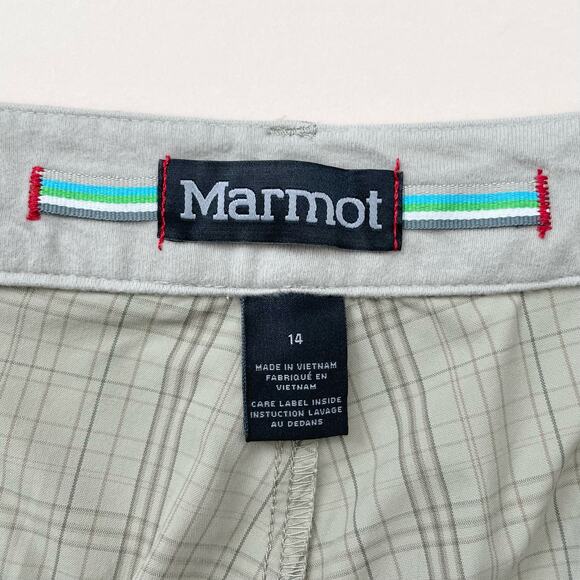 Marmot
14
MADE IN VIETNAM
FABRIQUÉ EN
VIETNAM
CARE LABEL INSIDE
INSTUCTION LAVAGE
AU DEDANS